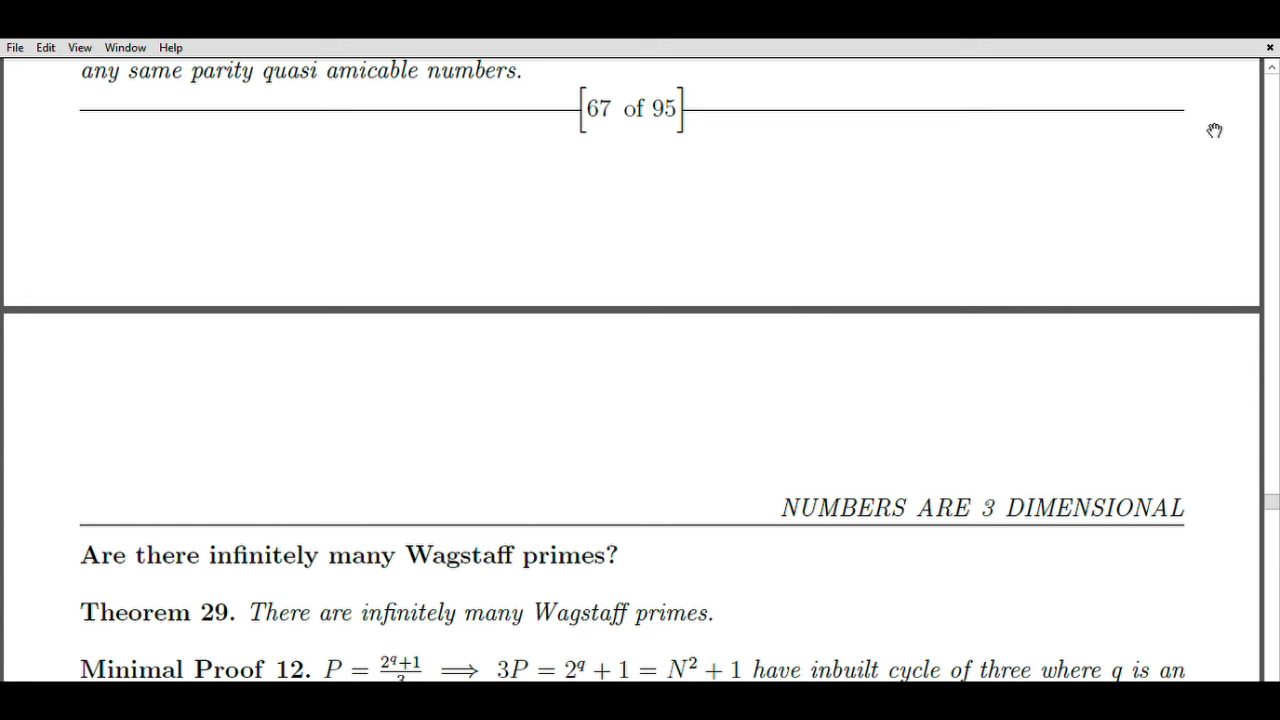 File Edit View Window Help
any same parity quasi amicable numbers.
[67 of 95]
NUMBERS ARE 3 DIMENSIONAL
Are there infinitely many Wagstaff primes?
Theorem 29. There are infinitely many Wagstaff primes.
Minimal Proof 12. P = \frac{2^q+1}{3} ⟹ 3P = 2^q + 1 = N^2 + 1 have inbuilt cycle of three where q is an